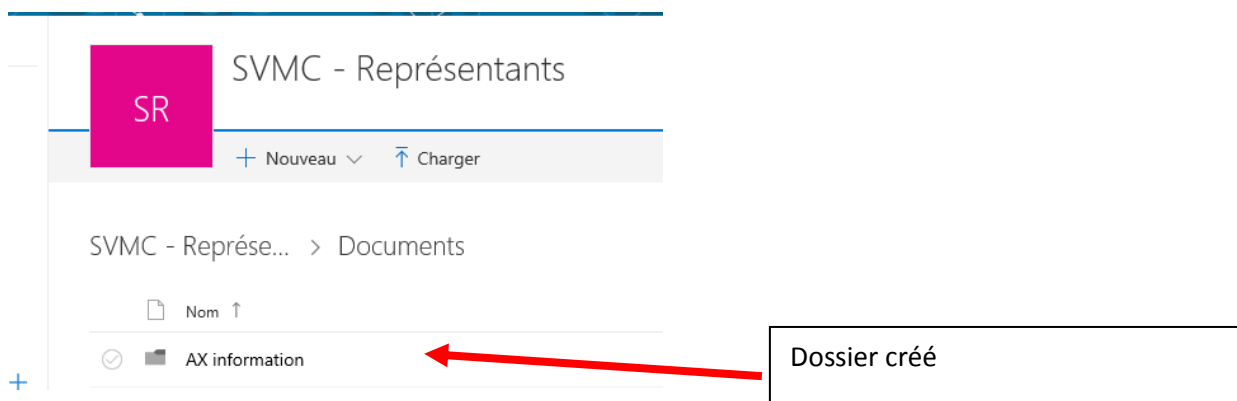 SVMC - Représentants
SR
Nouveau
Charger
SVMC - Représe... > Documents
Nom ↑
AX information
Dossier créé